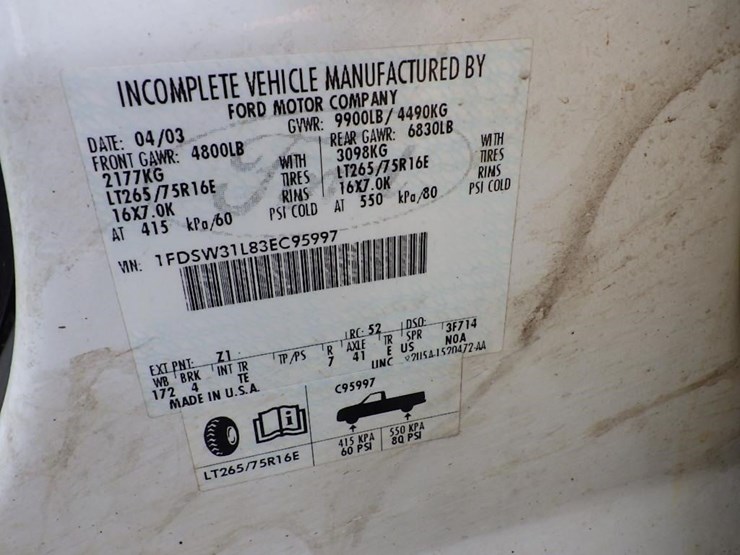 INCOMPLETE VEHICLE MANUFACTURED BY
FORD MOTOR COMPANY
DATE: 04/03 GVWR: 9900LB/ 4490KG
FRONT GAWR: 4800LB REAR GAWR: 6830LB
2177KG WITH 3098KG WITH
LT265/75R16E TIRES LT265/75R16E TIRES
16X7.0K RIMS 16X7.0K RIMS
AT 415 kPa/60 PSI COLD AT 550 kPa/80 PSI COLD
VIN: 1FDSW31L83EC95997
EXT PNT: Z1 RC: 52 DSO: 3F714
WB BRK INT TR TP/PS R AXLE TR SPR NOA
172 4 TE 7 41 E US
UNC
MADE IN U.S.A.
C95997
LT265/75R16E
415 KPA 550 KPA
60 PSI 80 PSI